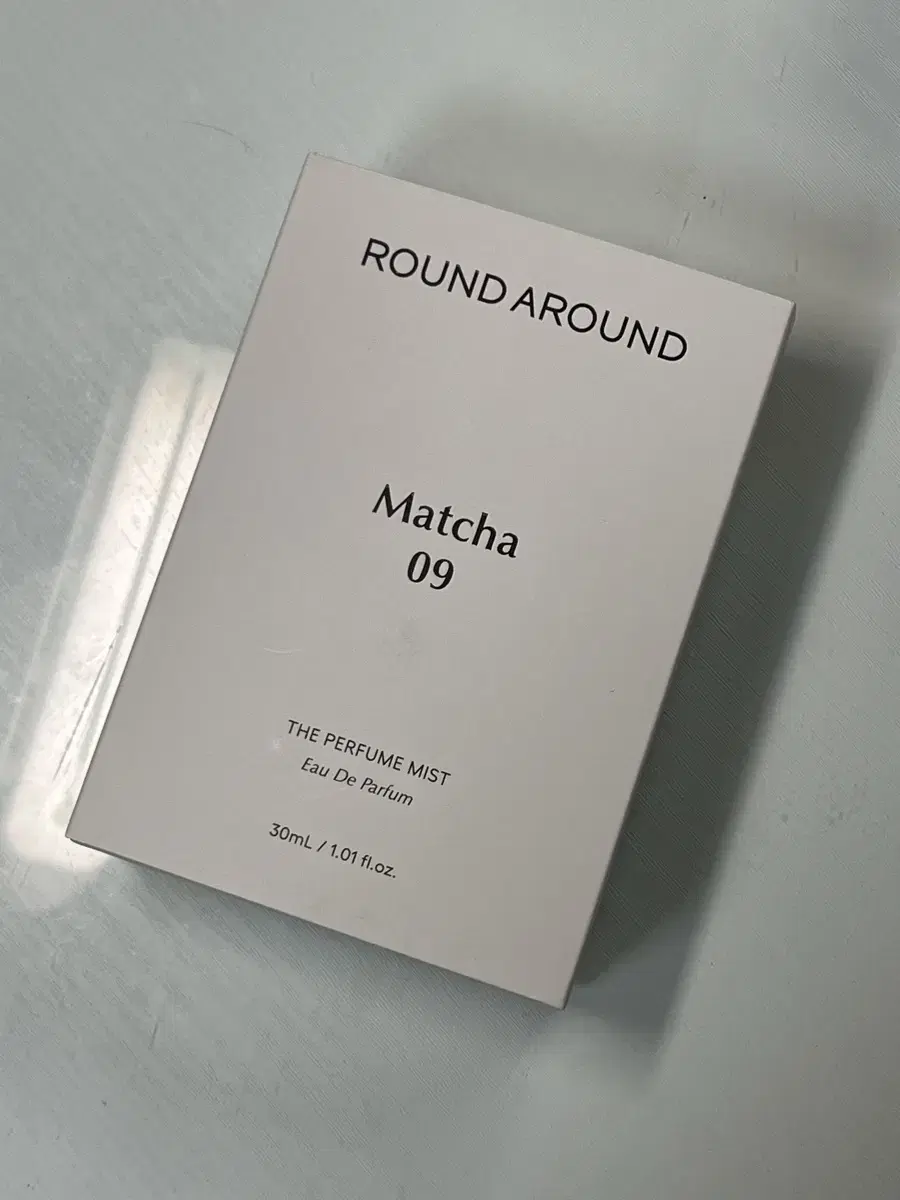 ROUND AROUND
Matcha
09
THE PERFUME MIST
Eau De Parfum
30mL / 1.01 fl.oz.